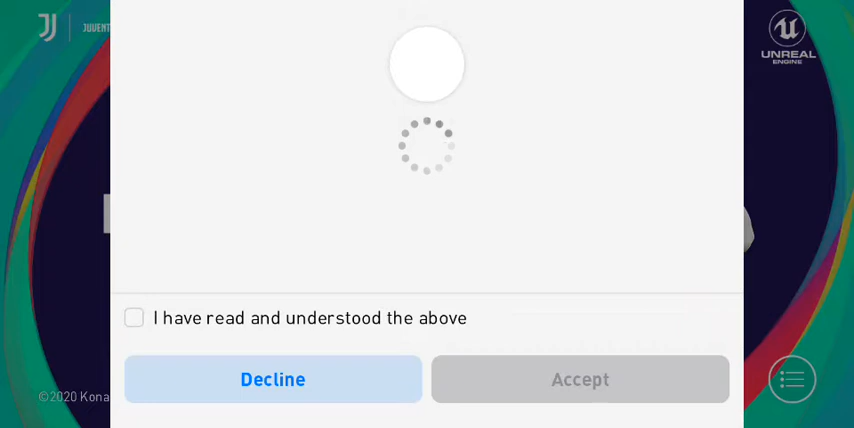 JUVENT
UNREAL
ENGINE
I have read and understood the above
Decline
Accept
©2020 Kona